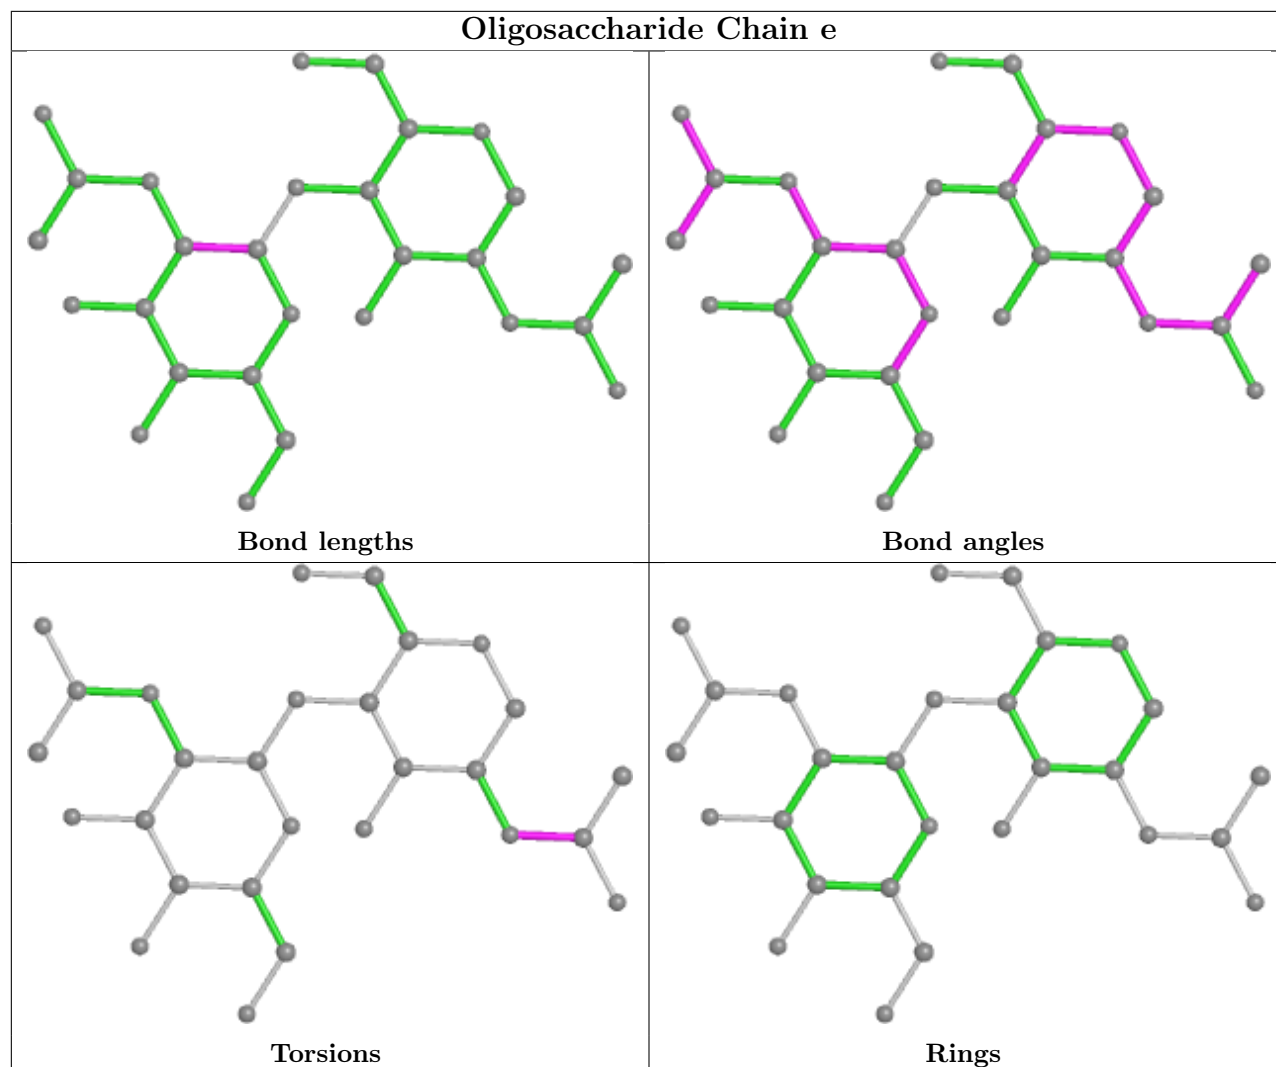 Oligosaccharide Chain e
Bond lengths
Bond angles
Torsions
Rings